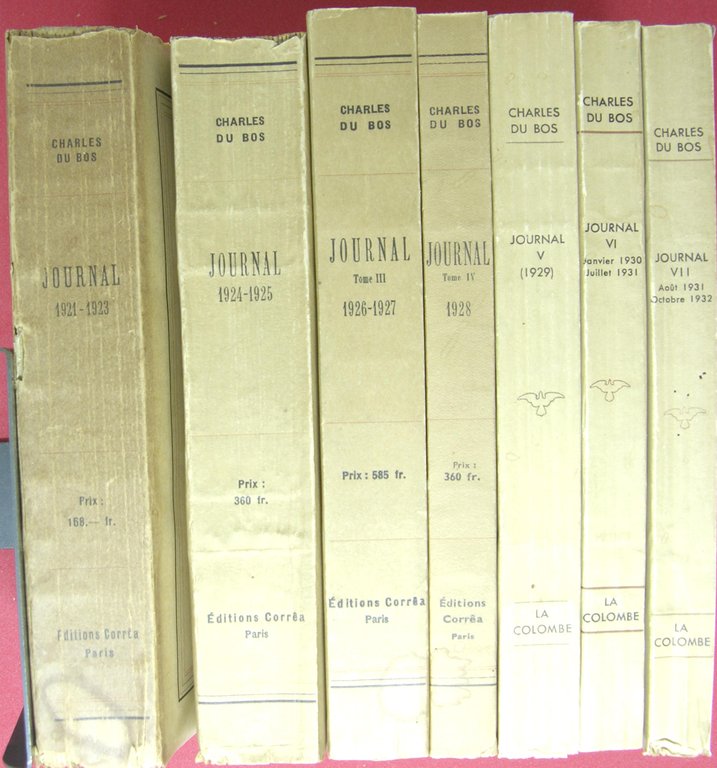 CHARLES
DU BOS
JOURNAL
1921-1923
Prix :
168.— fr.
Editions Corrêa
Paris
CHARLES
DU BOS
JOURNAL
1924-1925
Prix :
360 fr.
Éditions Corrêa
Paris
CHARLES
DU BOS
JOURNAL
Tome III
1926-1927
Prix : 585 fr.
Éditions Corrêa
Paris
CHARLES
DU BOS
JOURNAL
Tome IV
1928
Prix :
360 fr.
Éditions
Corrêa
Paris
CHARLES
DU BOS
JOURNAL
V
(1929)
LA
COLOMBE
CHARLES
DU BOS
JOURNAL
VI
Janvier 1930
Juillet 1931
LA
COLOMBE
CHARLES
DU BOS
JOURNAL
VII
Août 1931
Octobre 1932
LA
COLOMBE